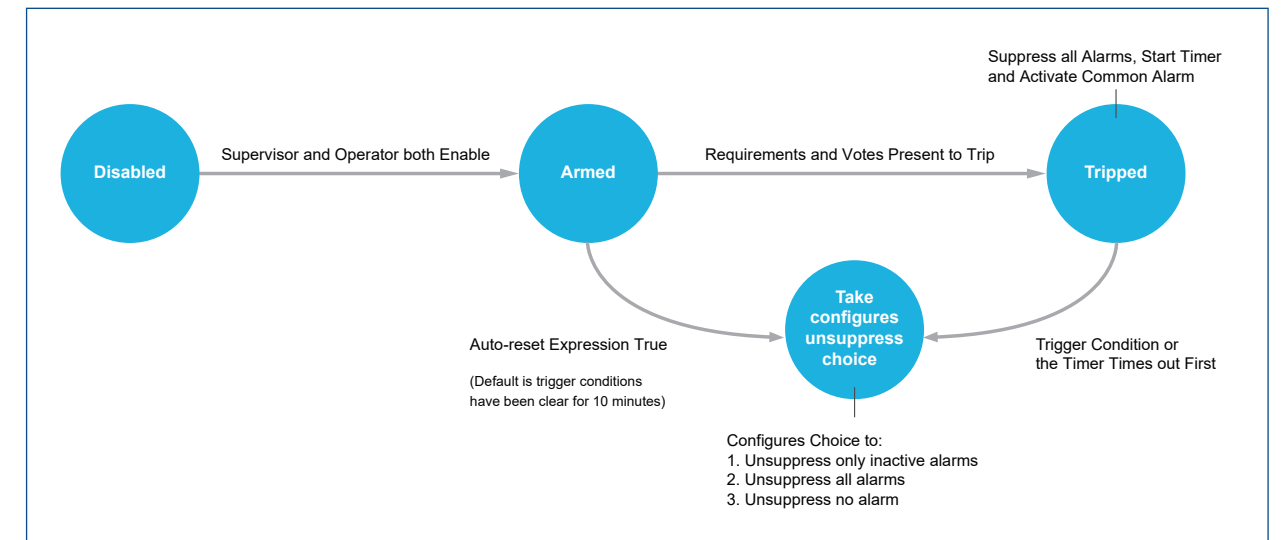 Suppress all Alarms, Start Timer
and Activate Common Alarm
Disabled
Supervisor and Operator both Enable
Armed
Requirements and Votes Present to Trip
Tripped
Take
configures
unsuppress
choice
Auto-reset Expression True
(Default is trigger conditions
have been clear for 10 minutes)
Trigger Condition or
the Timer Times out First
Configures Choice to:
1. Unsuppress only inactive alarms
2. Unsuppress all alarms
3. Unsuppress no alarm